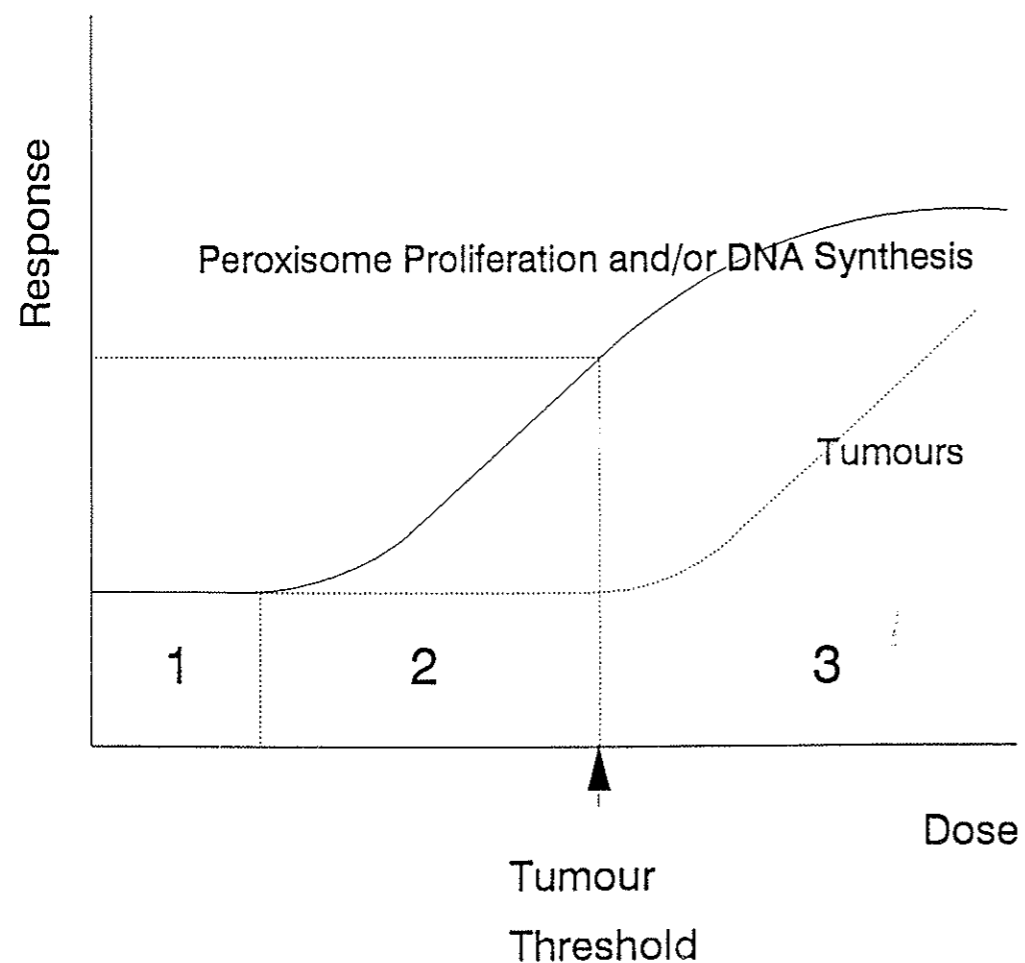 Response
Peroxisome Proliferation and/or DNA Synthesis
Tumours
1 2 3
Dose
Tumour
Threshold